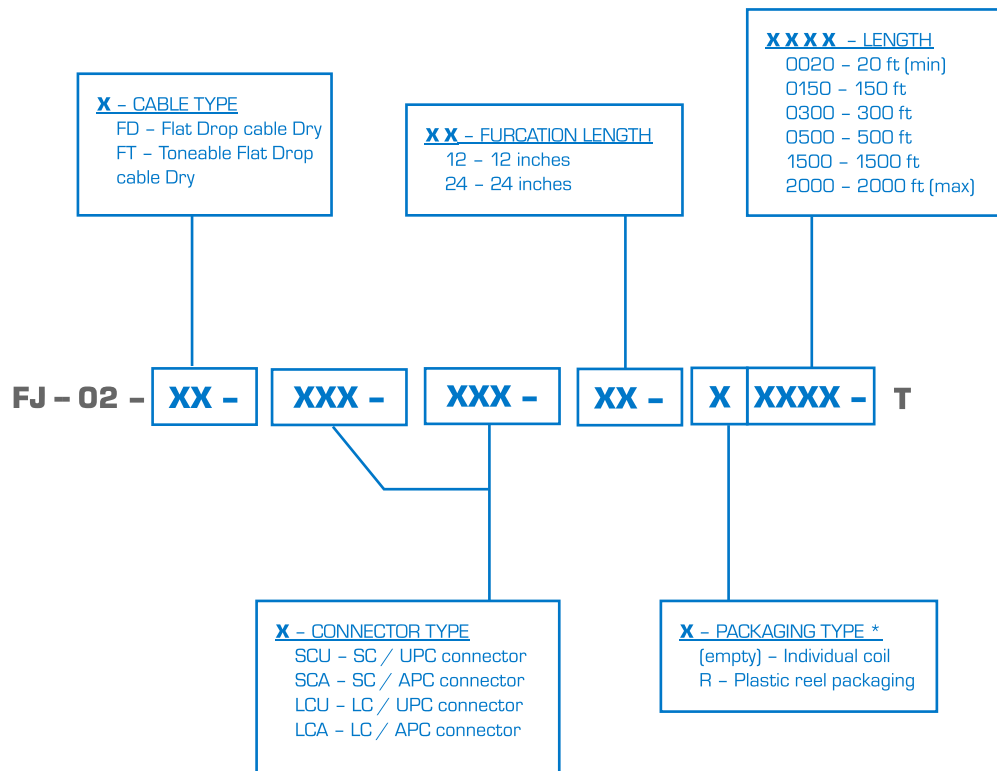 X X X X – LENGTH
0020 – 20 ft (min)
0150 – 150 ft
0300 – 300 ft
0500 – 500 ft
1500 – 1500 ft
2000 – 2000 ft (max)
X – CABLE TYPE
FD – Flat Drop cable Dry
FT – Toneable Flat Drop
cable Dry
X X – FURCATION LENGTH
12 – 12 inches
24 – 24 inches
FJ – 02 – XX – XXX – XXX – XX – X XXXX – T
X – CONNECTOR TYPE
SCU – SC / UPC connector
SCA – SC / APC connector
LCU – LC / UPC connector
LCA – LC / APC connector
X – PACKAGING TYPE *
(empty) – Individual coil
R – Plastic reel packaging